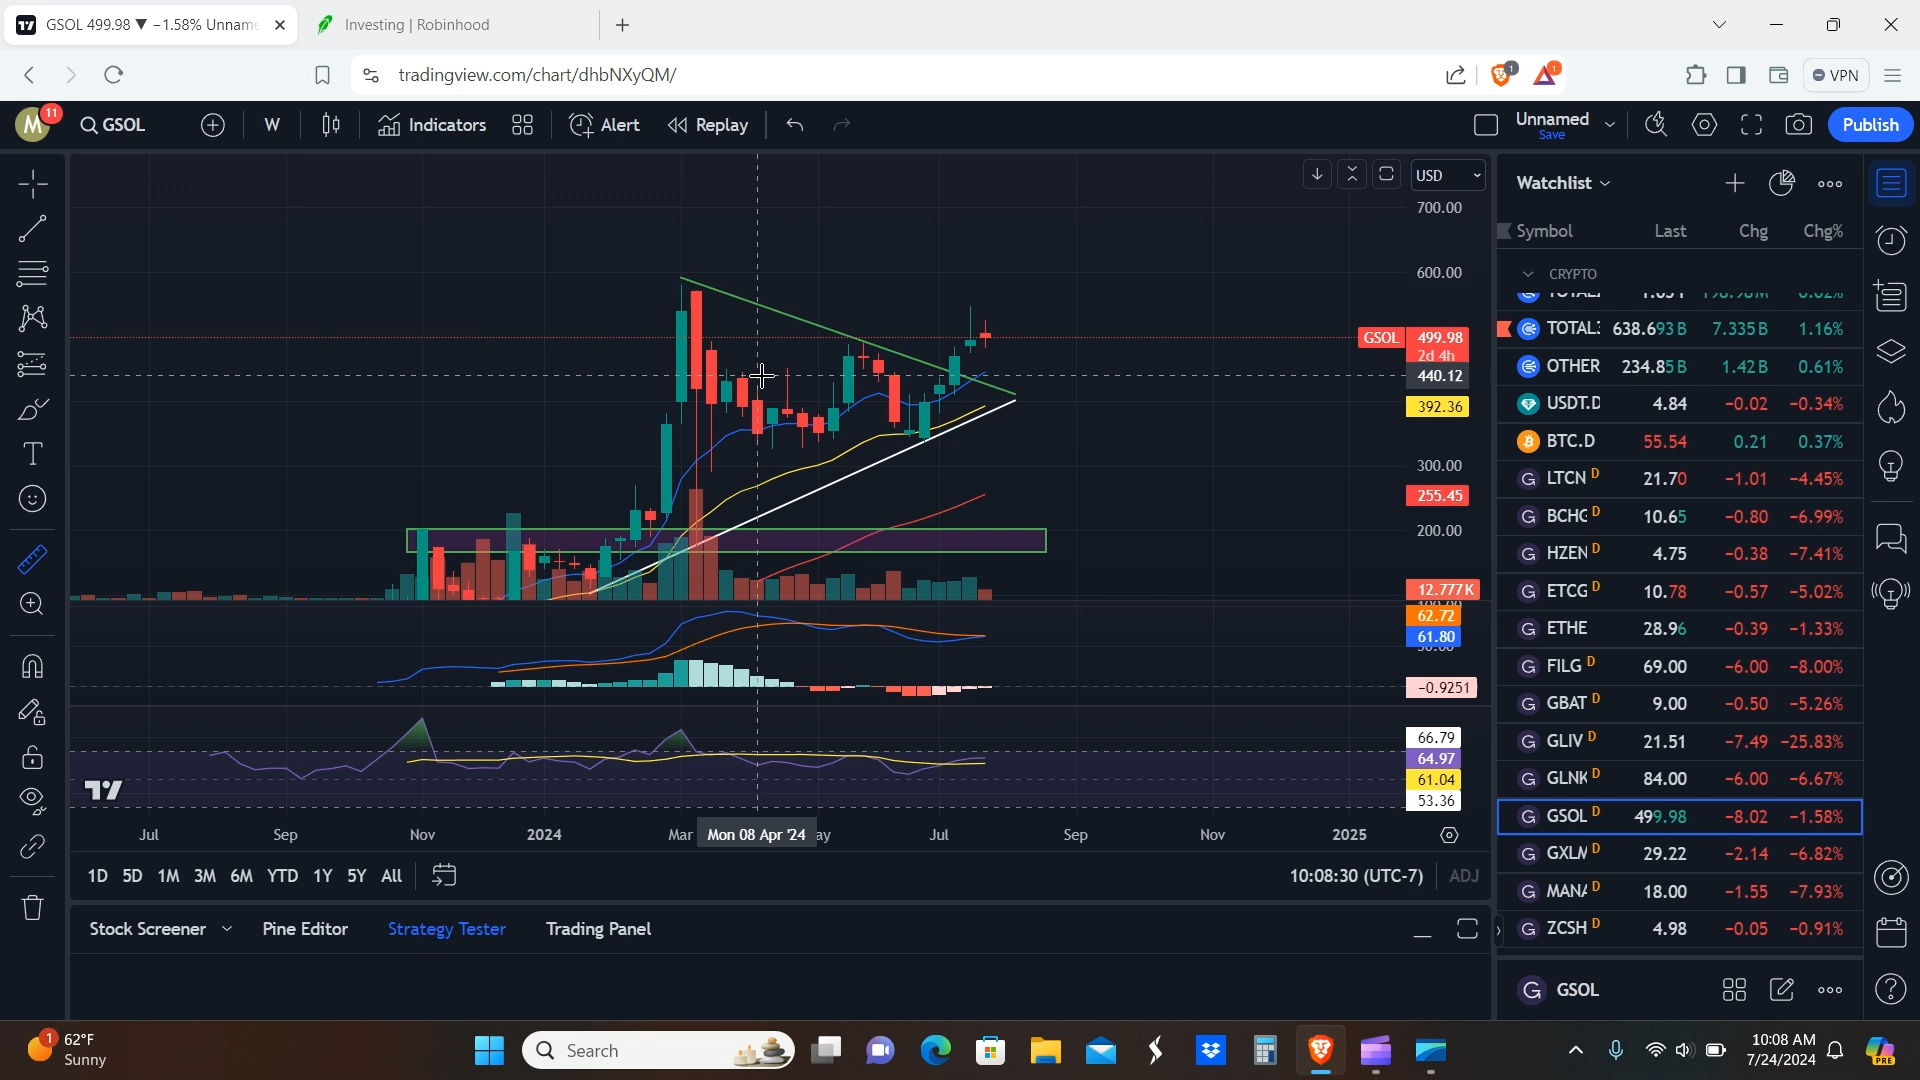 GSOL 499.98 ▼ −1.58% Unname
Investing | Robinhood
tradingview.com/chart/dhbNXyQM/
1
1
VPN
M
11
GSOL
W
Indicators
Alert
Replay
Unnamed
Save
Publish
USD
700.00
600.00
GSOL 499.98
2d 4h
440.12
392.36
300.00
255.45
200.00
12.777K
62.72
61.80
−0.9251
66.79
64.97
61.04
53.36
Jul
Sep
Nov
2024
Mar
Mon 08 Apr '24
ay
Jul
Sep
Nov
2025
1D 5D 1M 3M 6M YTD 1Y 5Y All
10:08:30 (UTC-7)
ADJ
Stock Screener
Pine Editor
Strategy Tester
Trading Panel
Watchlist
Symbol Last Chg Chg%
CRYPTO
TOTAL: 638.693B 7.335B 1.16%
OTHER 234.85B 1.42B 0.61%
USDT.D 4.84 −0.02 −0.34%
BTC.D 55.54 0.21 0.37%
LTCN D 21.70 −1.01 −4.45%
BCHG D 10.65 −0.80 −6.99%
HZEN D 4.75 −0.38 −7.41%
ETCG D 10.78 −0.57 −5.02%
ETHE 28.96 −0.39 −1.33%
FILG D 69.00 −6.00 −8.00%
GBAT D 9.00 −0.50 −5.26%
GLIV D 21.51 −7.49 −25.83%
GLNK D 84.00 −6.00 −6.67%
GSOL D 499.98 −8.02 −1.58%
GXLM D 29.22 −2.14 −6.82%
MANA D 18.00 −1.55 −7.93%
ZCSH D 4.98 −0.05 −0.91%
GSOL
1
62°F
Sunny
Search
10:08 AM
7/24/2024
PRE